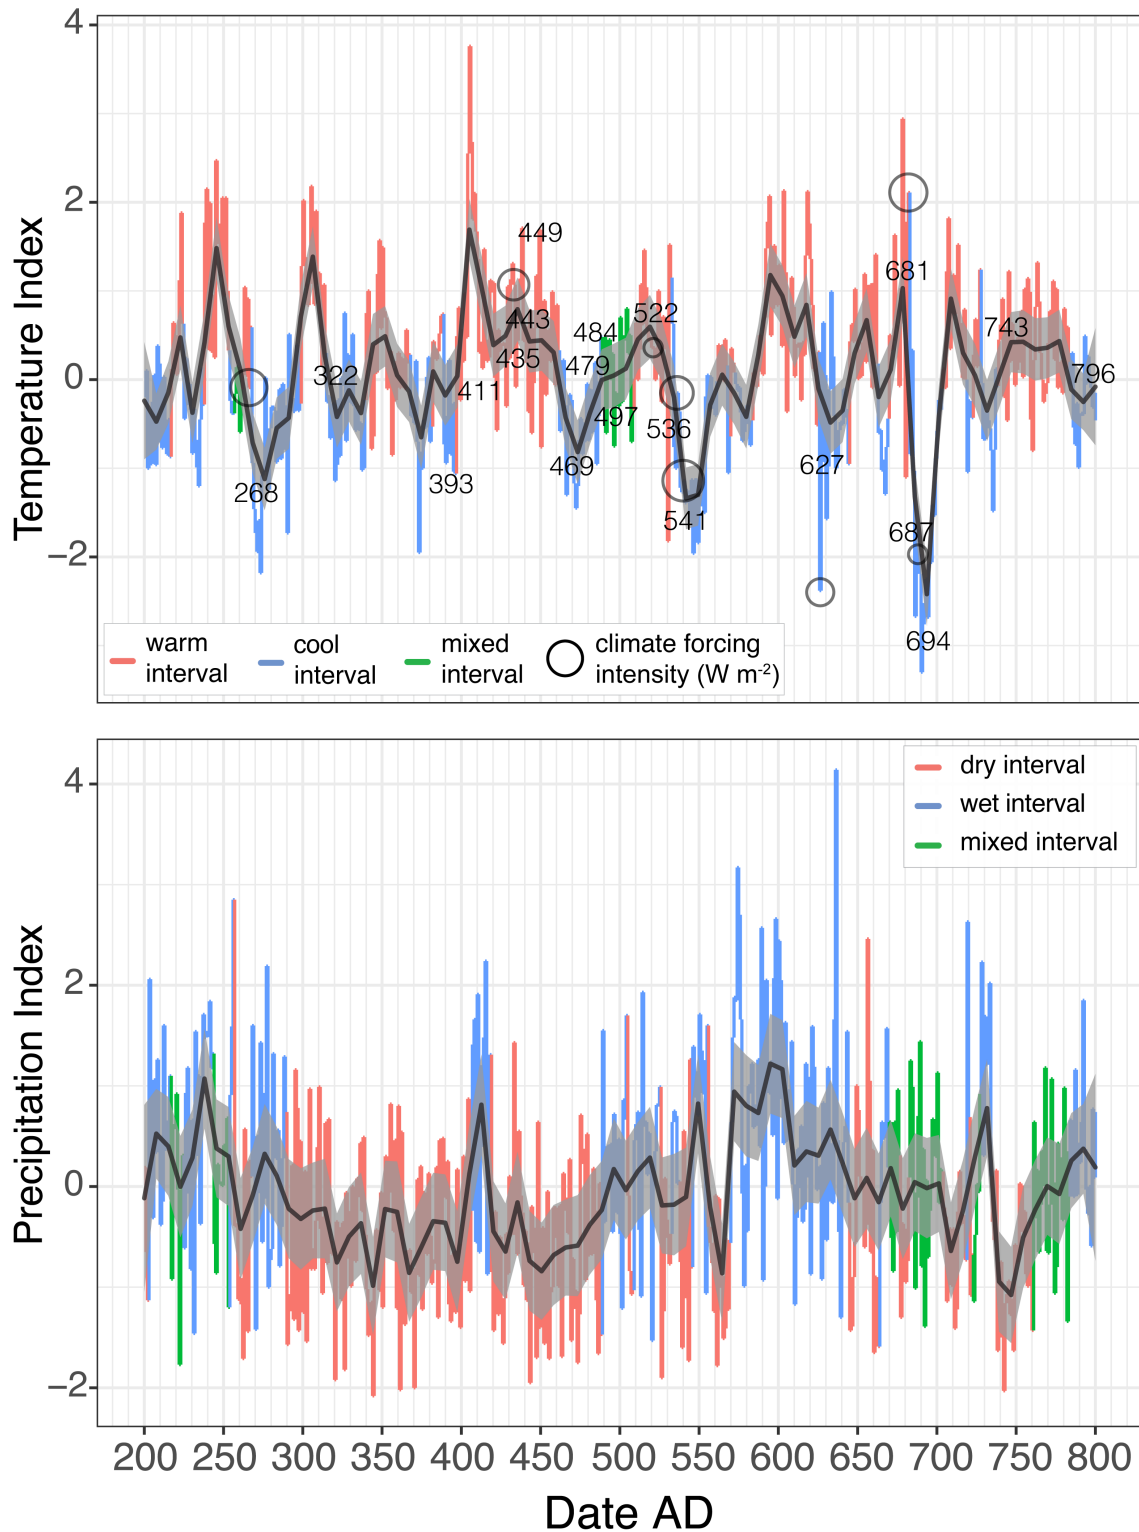 4
2
0
−2
Temperature Index
449
443
435
411
484
479
522
497
536
469
541
322
393
268
681
743
796
627
687
694
warm
interval
cool
interval
mixed
interval
climate forcing
intensity (W m-2)
4
2
0
−2
Precipitation Index
dry interval
wet interval
mixed interval
200 250 300 350 400 450 500 550 600 650 700 750 800
Date AD